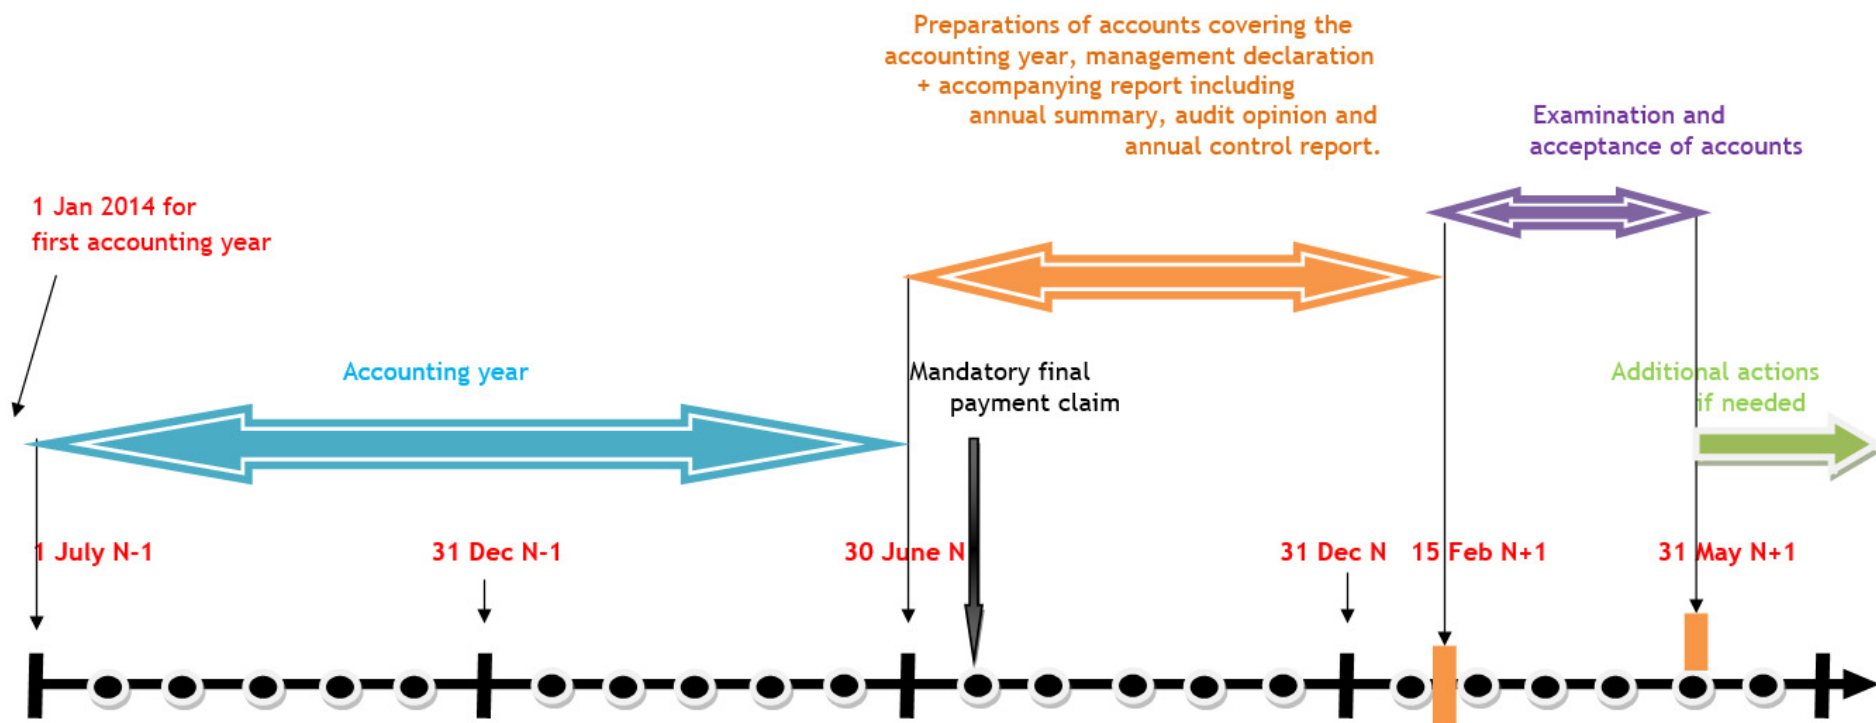 Preparations of accounts covering the
accounting year, management declaration
+ accompanying report including
annual summary, audit opinion and
annual control report.
Examination and
acceptance of accounts
1 Jan 2014 for
first accounting year
Accounting year
Mandatory final
payment claim
Additional actions
if needed
1 July N-1
31 Dec N-1
30 June N
31 Dec N
15 Feb N+1
31 May N+1